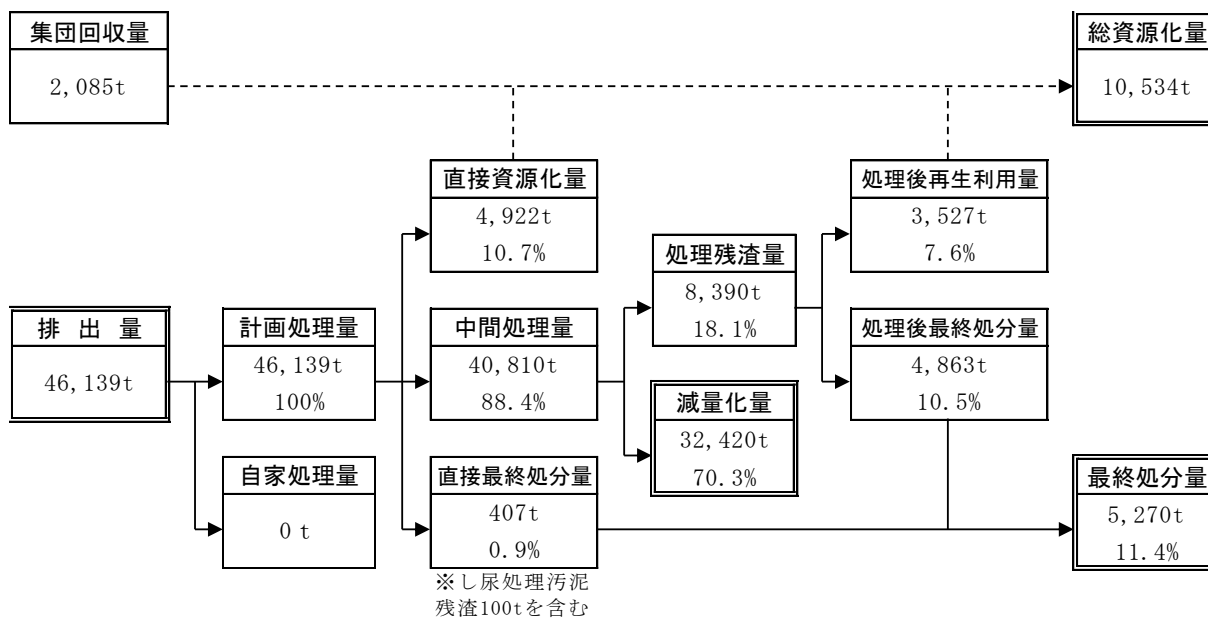 集団回収量
2,085t
総資源化量
10,534t
直接資源化量
4,922t
10.7%
処理後再生利用量
3,527t
7.6%
処理残渣量
8,390t
18.1%
排 出 量
46,139t
計画処理量
46,139t
100%
中間処理量
40,810t
88.4%
処理後最終処分量
4,863t
10.5%
減量化量
32,420t
70.3%
自家処理量
0 t
直接最終処分量
407t
0.9%
※し尿処理汚泥
残渣100tを含む
最終処分量
5,270t
11.4%